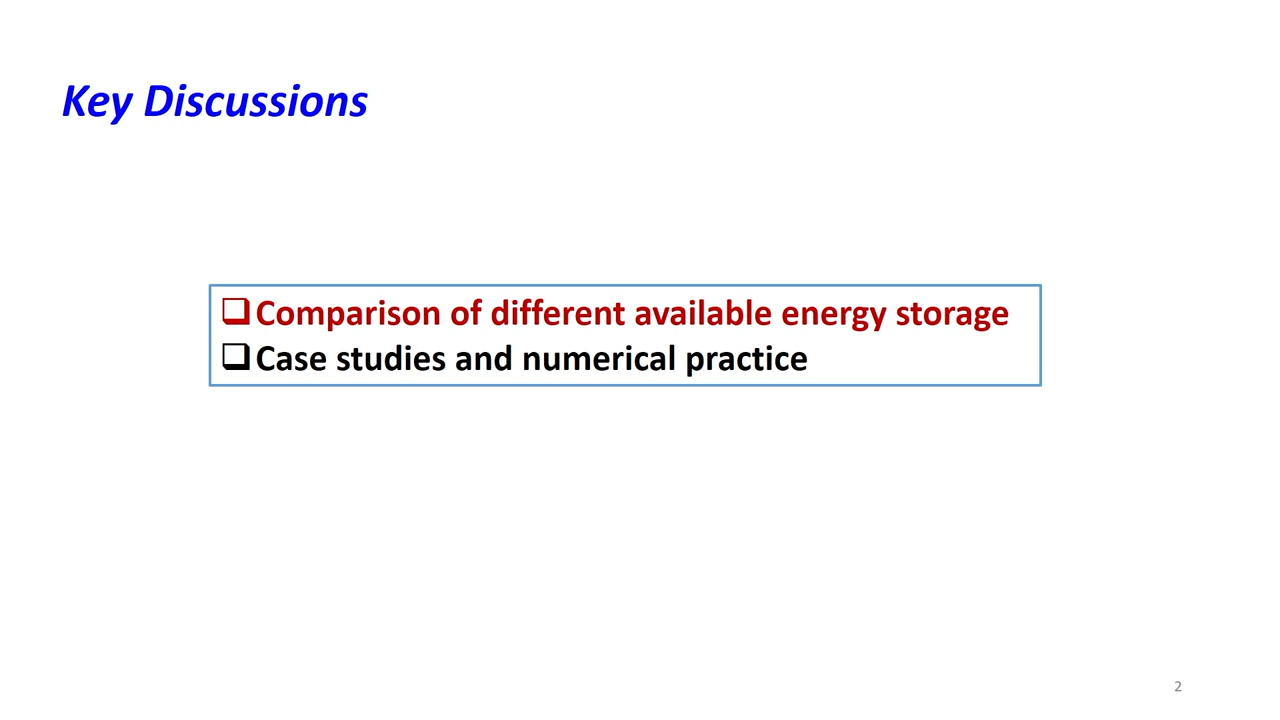 Key Discussions
❑Comparison of different available energy storage
❑Case studies and numerical practice
2